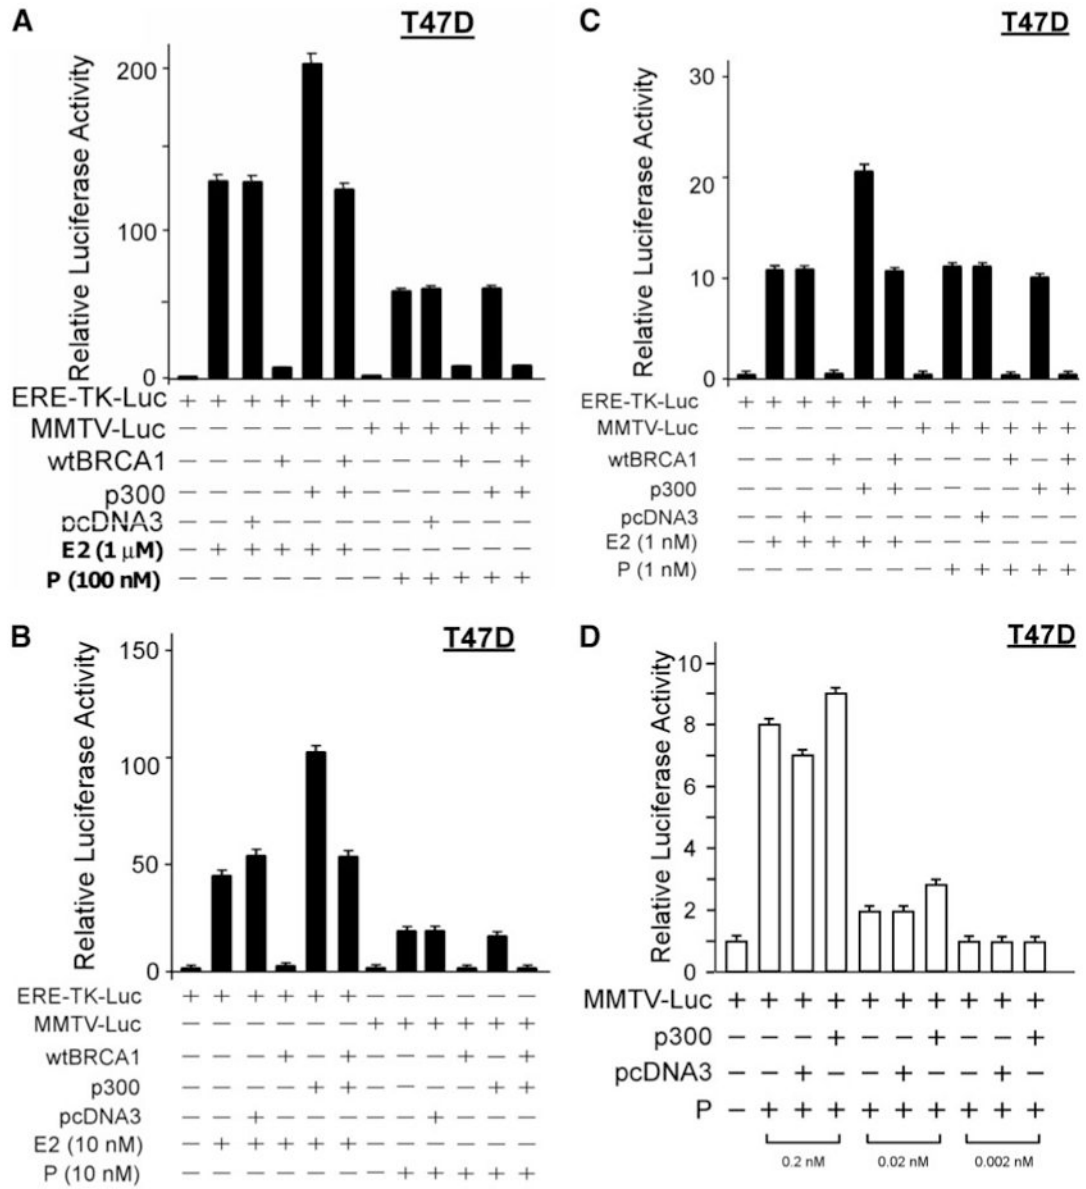 A
T47D
Relative Luciferase Activity
200
100
0
ERE-TK-Luc + + + + + + — — — — — —
MMTV-Luc — — — — — — + + + + + +
wtBRCA1 — — — + — + — — — + — +
p300 — — — — + + — — — — + +
pcDNA3 — — + — — — — — + — — —
E2 (1 µM) — + + + + + — — — — — —
P (100 nM) — — — — — — — + + + + +
B
T47D
Relative Luciferase Activity
150
100
50
0
ERE-TK-Luc + + + + + + — — — — — —
MMTV-Luc — — — — — — + + + + + +
wtBRCA1 — — — + — + — — — + — +
p300 — — — — + + — — — — + +
pcDNA3 — — + — — — — — + — — —
E2 (10 nM) — + + + + + — — — — — —
P (10 nM) — — — — — — — + + + + +
C
T47D
Relative Luciferase Activity
30
20
10
0
ERE-TK-Luc + + + + + + — — — — — —
MMTV-Luc — — — — — — + + + + + +
wtBRCA1 — — — + — + — — — + — +
p300 — — — — + + — — — — + +
pcDNA3 — — + — — — — — + — — —
E2 (1 nM) — + + + + + — — — — — —
P (1 nM) — — — — — — — + + + + +
D
T47D
Relative Luciferase Activity
10
8
6
4
2
0
MMTV-Luc + + + + + + + + + +
p300 — — — + — — + — — +
pcDNA3 — — + — — + — — + —
P — + + + + + + + + +
0.2 nM 0.02 nM 0.002 nM